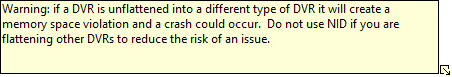 Warning: if a DVR is unflattened into a different type of DVR it will create a
memory space violation and a crash could occur.  Do not use NID if you are
flattening other DVRs to reduce the risk of an issue.